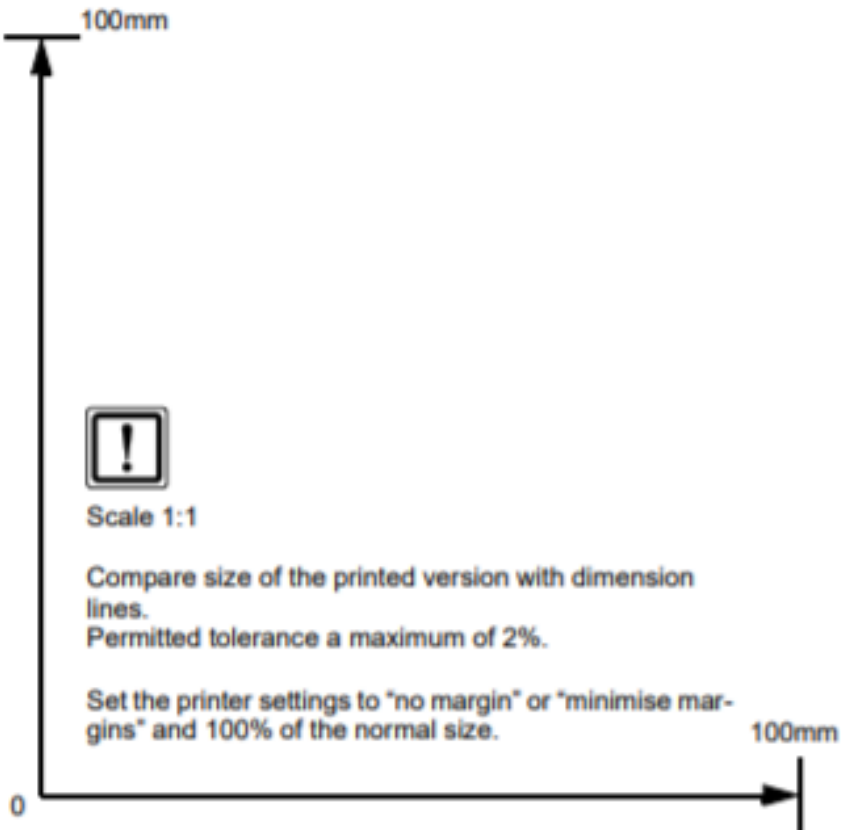 100mm
!
Scale 1:1
Compare size of the printed version with dimension
lines.
Permitted tolerance a maximum of 2%.
Set the printer settings to "no margin" or "minimise mar-
gins" and 100% of the normal size.
100mm
0